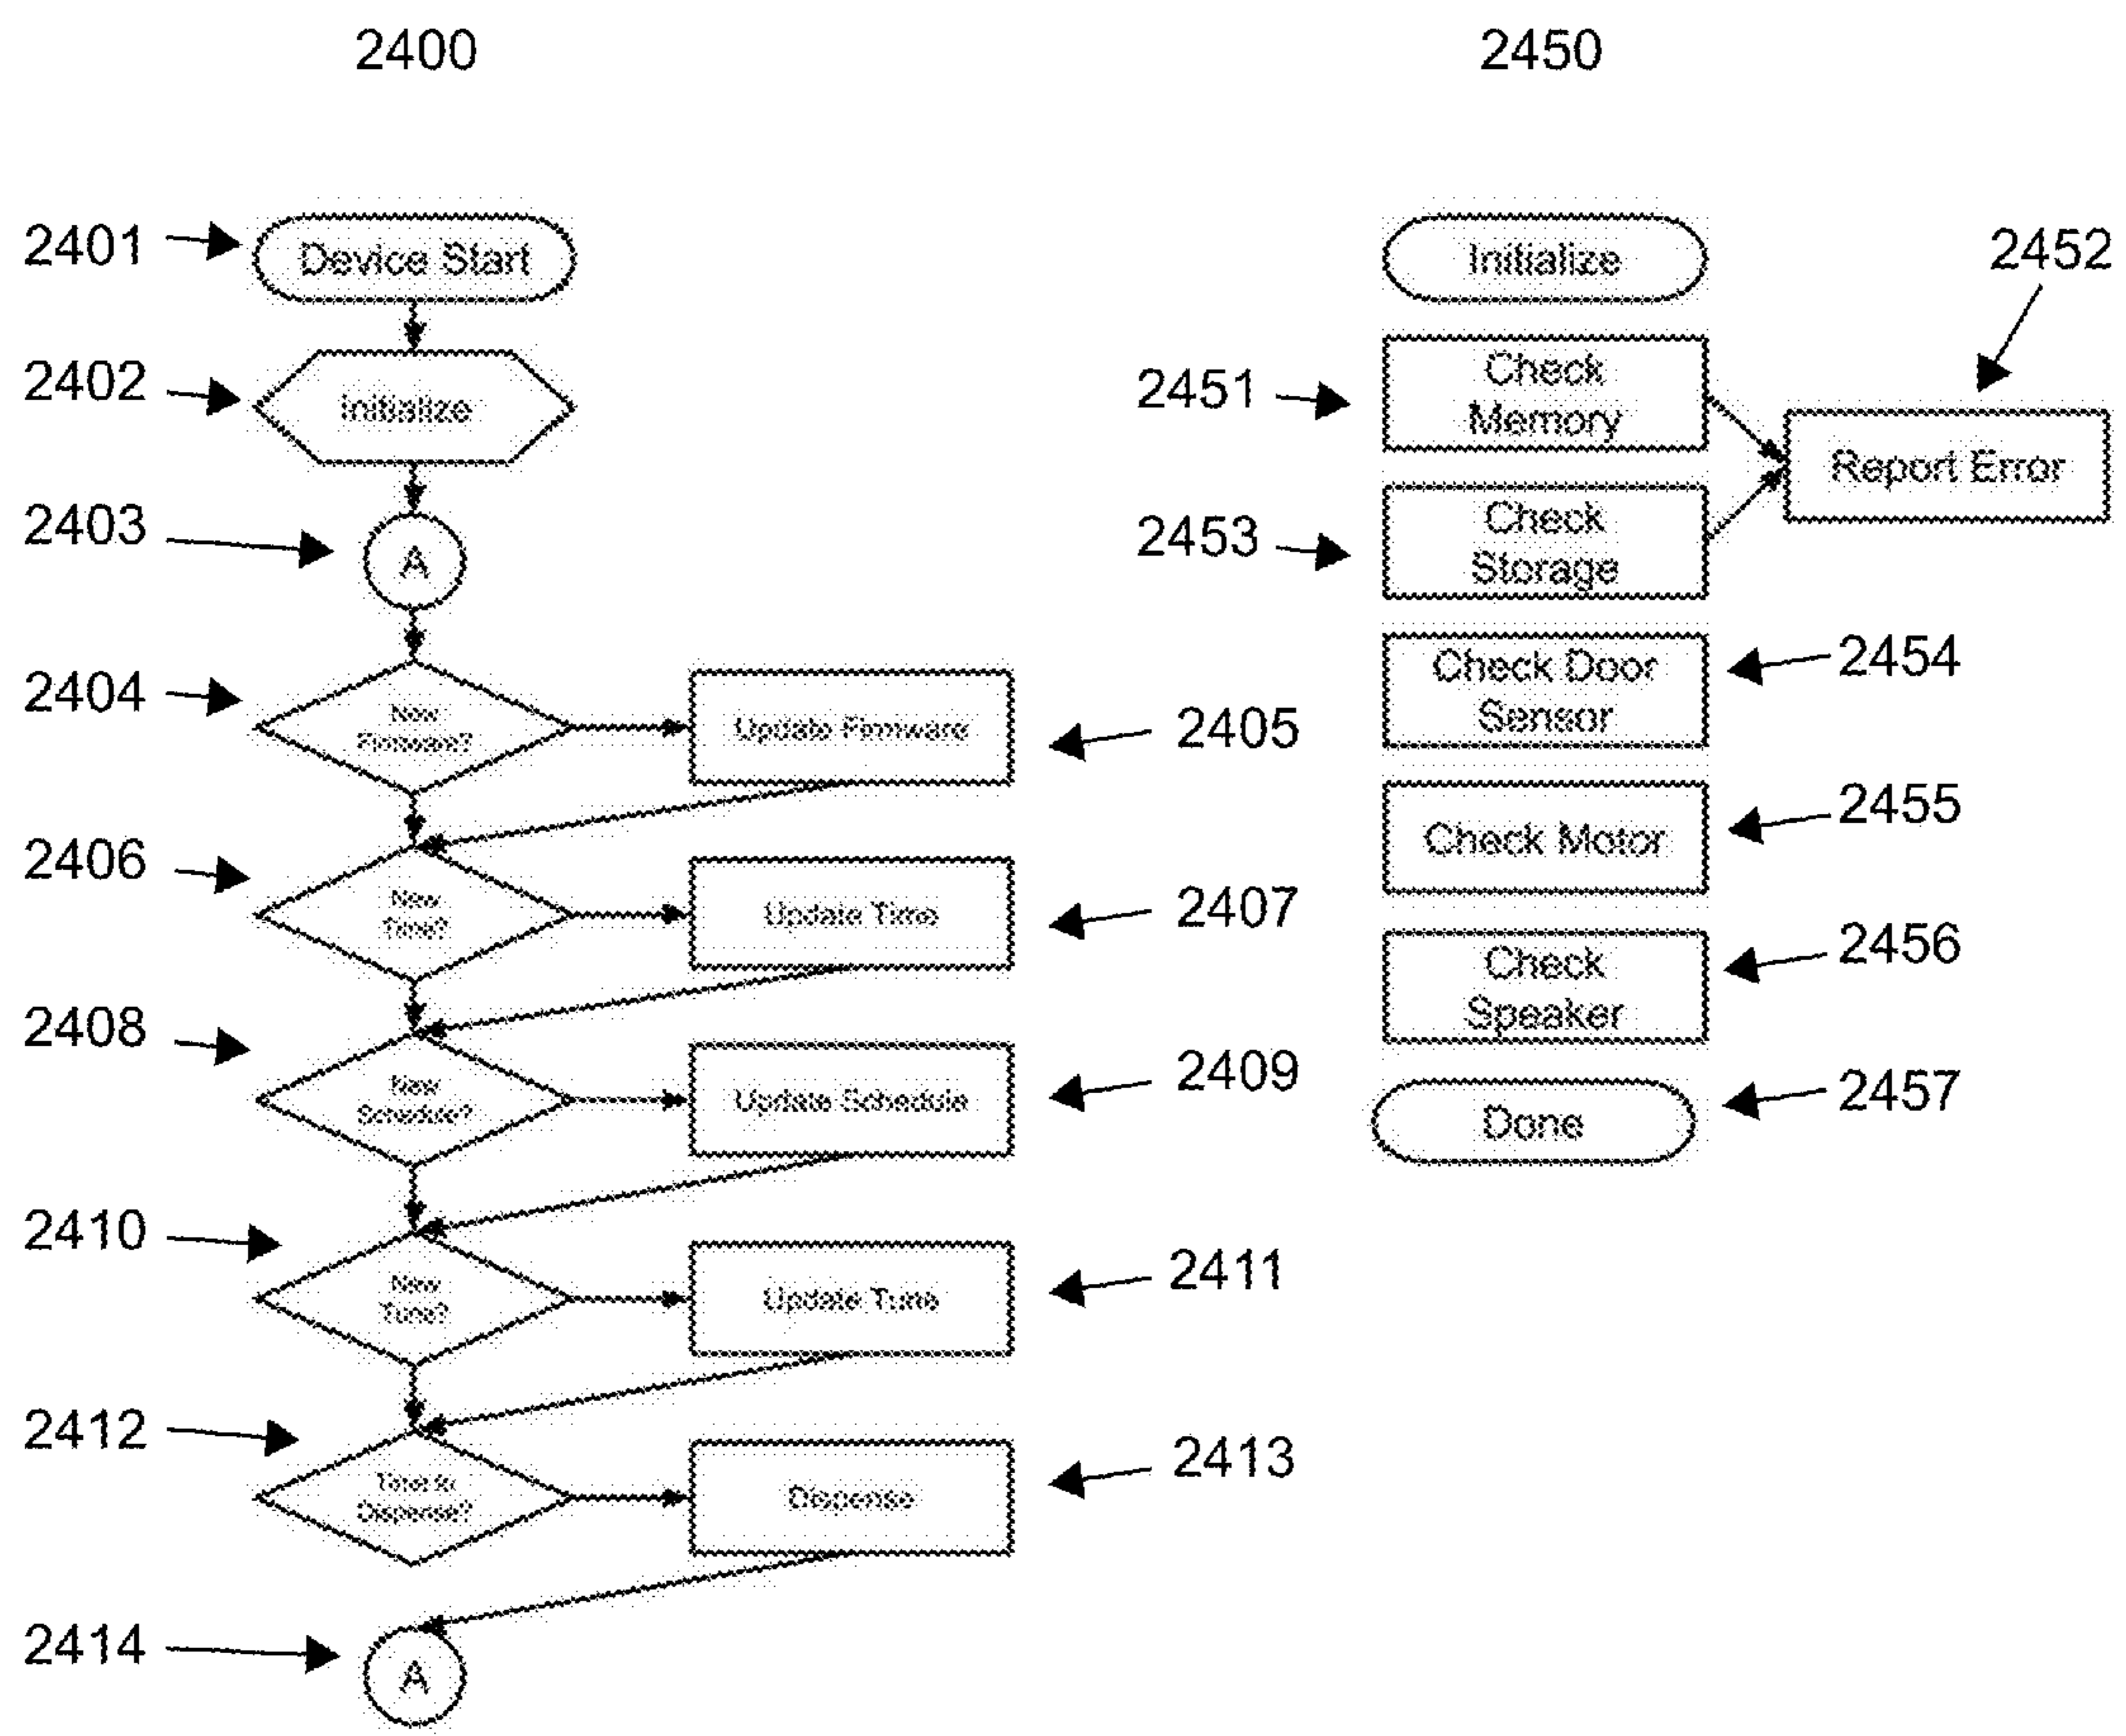 2400
2450
2401
Device Start
2402
Initialize
2403
A
2404
New
Firmware?
Update Firmware
2405
2406
New
Time?
Update Time
2407
2408
New
Schedule?
Update Schedule
2409
2410
New
Tune?
Update Tune
2411
2412
Time to
Dispense?
Dispense
2413
2414
A
Initialize
2451
Check
Memory
2452
Report Error
2453
Check
Storage
Check Door
Sensor
2454
Check Motor
2455
Check
Speaker
2456
Done
2457